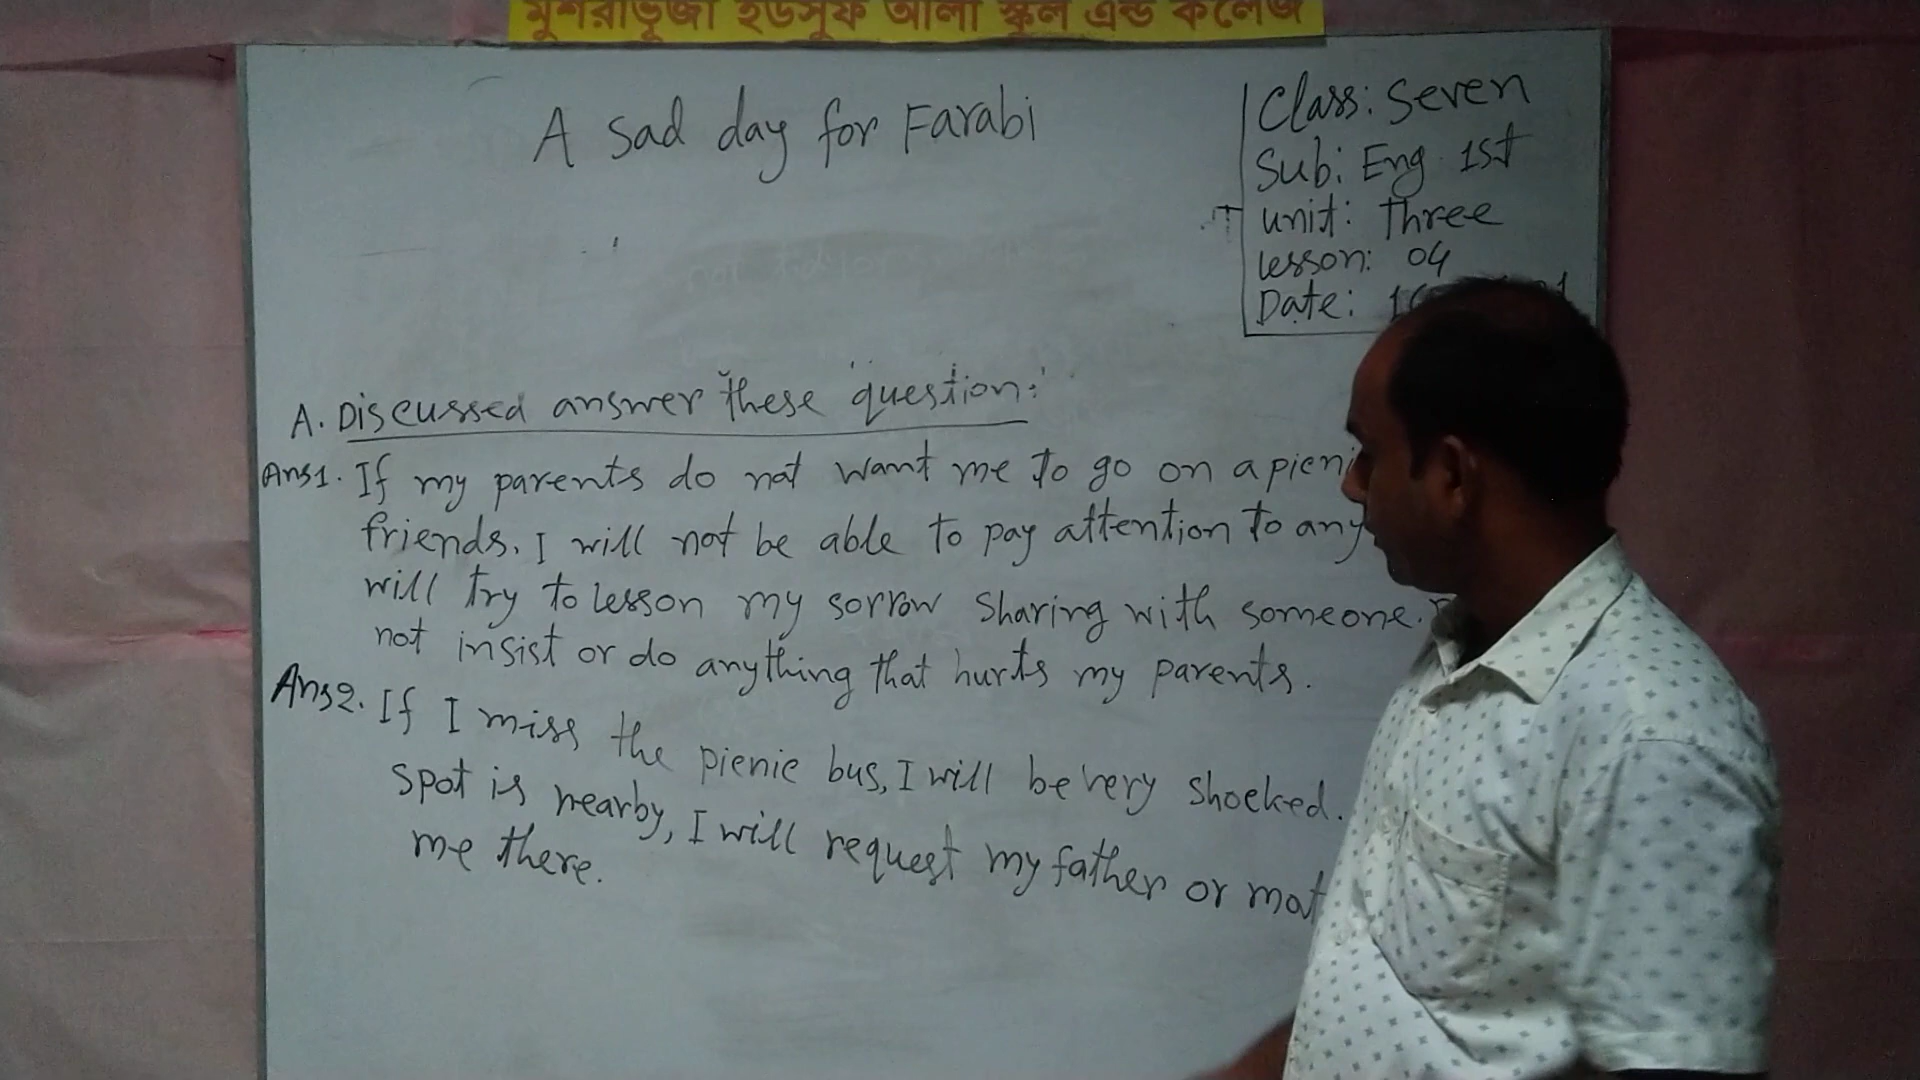 মুশরাভূজা ইউসুফ আলী স্কুল এন্ড কলেজ
A sad day for Farabi
Class: Seven
Sub: Eng 1st
unit: Three
lesson: 04
Date:
A. Discussed answer these question:
Ans1. If my parents do not want me to go on a
friends, I will not be able to pay attention to any
will try to lesson my sorrow sharing with someone.
not insist or do anything that hurts my parents.
Ans2. If I miss the picnic bus, I will be very shocked.
spot is nearby, I will request my father or
me there.